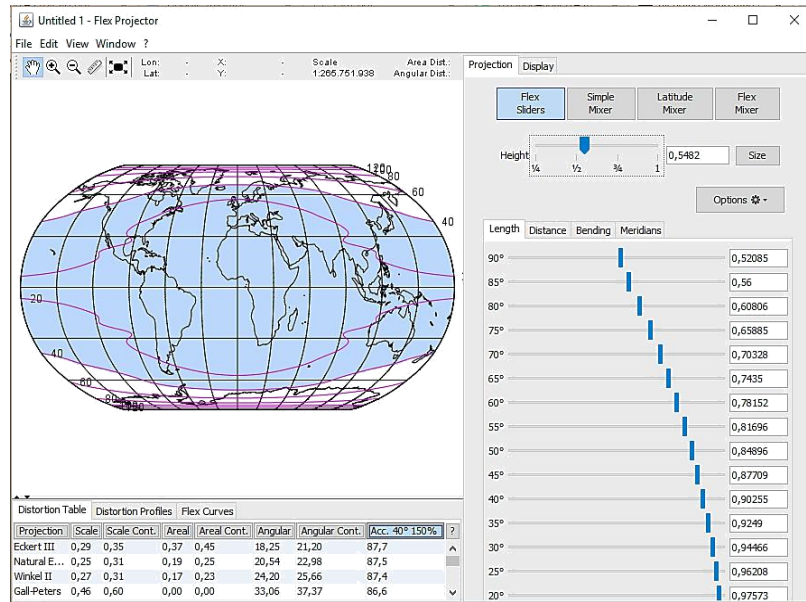 Untitled 1 - Flex Projector
File Edit View Window ?
Lon: - X: - Scale Area Dist.:
Lat: - Y: - 1:265.751.938 Angular Dist.:
Projection Display
Flex Sliders
Simple Mixer
Latitude Mixer
Flex Mixer
Height
¼ ½ ¾ 1
0,5482
Size
Options
Length Distance Bending Meridians
90° 0,52085
85° 0,56
80° 0,60806
75° 0,65885
70° 0,70328
65° 0,7435
60° 0,78152
55° 0,81696
50° 0,84896
45° 0,87709
40° 0,90255
35° 0,9249
30° 0,94466
25° 0,96208
20° 0,97573
80
60
40
20
40
60
Distortion Table Distortion Profiles Flex Curves
Projection Scale Scale Cont. Areal Areal Cont. Angular Angular Cont. Acc. 40° 150% ?
Eckert III 0,29 0,35 0,37 0,45 18,25 21,20 87,7
Natural E... 0,25 0,31 0,19 0,25 20,54 22,98 87,5
Winkel II 0,27 0,31 0,17 0,23 24,20 25,66 87,4
Gall-Peters 0,46 0,60 0,00 0,00 33,06 37,37 86,6